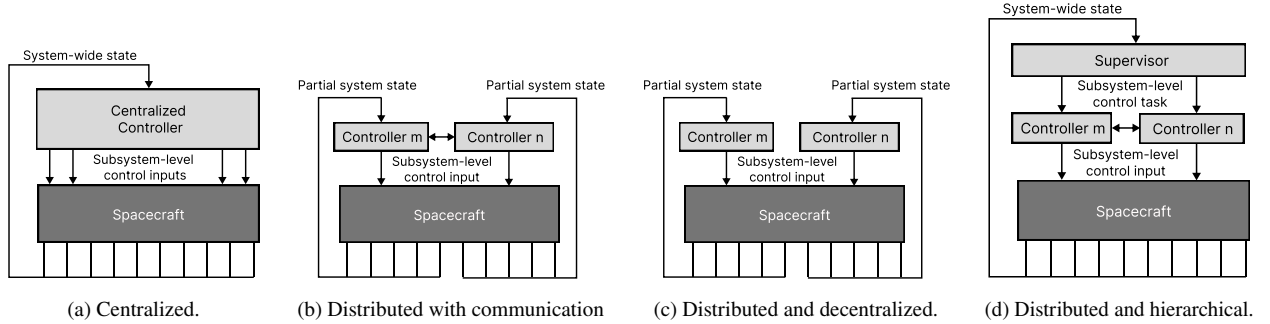 System-wide state
Centralized
Controller
Subsystem-level
control inputs
Spacecraft
(a) Centralized.
Partial system state
Partial system state
Controller m
Controller n
Subsystem-level
control input
Spacecraft
(b) Distributed with communication
Partial system state
Partial system state
Controller m
Controller n
Subsystem-level
control input
Spacecraft
(c) Distributed and decentralized.
System-wide state
Supervisor
Subsystem-level
control task
Controller m
Controller n
Subsystem-level
control input
Spacecraft
(d) Distributed and hierarchical.